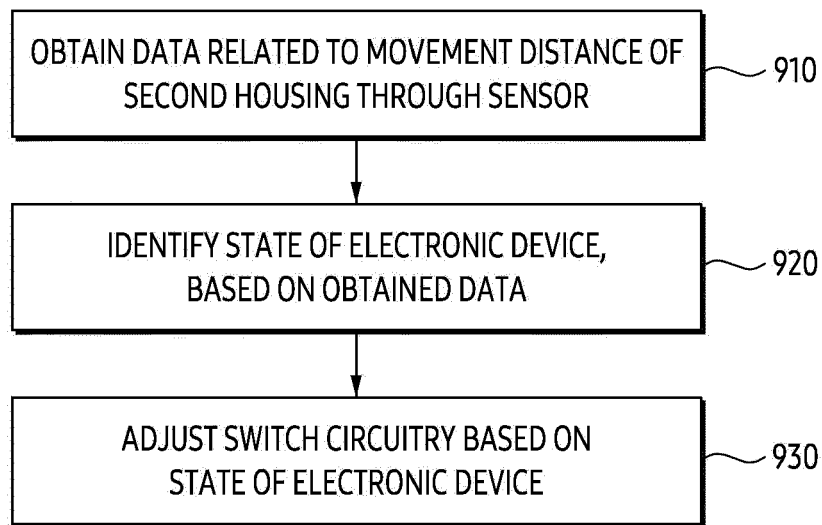 OBTAIN DATA RELATED TO MOVEMENT DISTANCE OF
SECOND HOUSING THROUGH SENSOR
910
IDENTIFY STATE OF ELECTRONIC DEVICE,
BASED ON OBTAINED DATA
920
ADJUST SWITCH CIRCUITRY BASED ON
STATE OF ELECTRONIC DEVICE
930